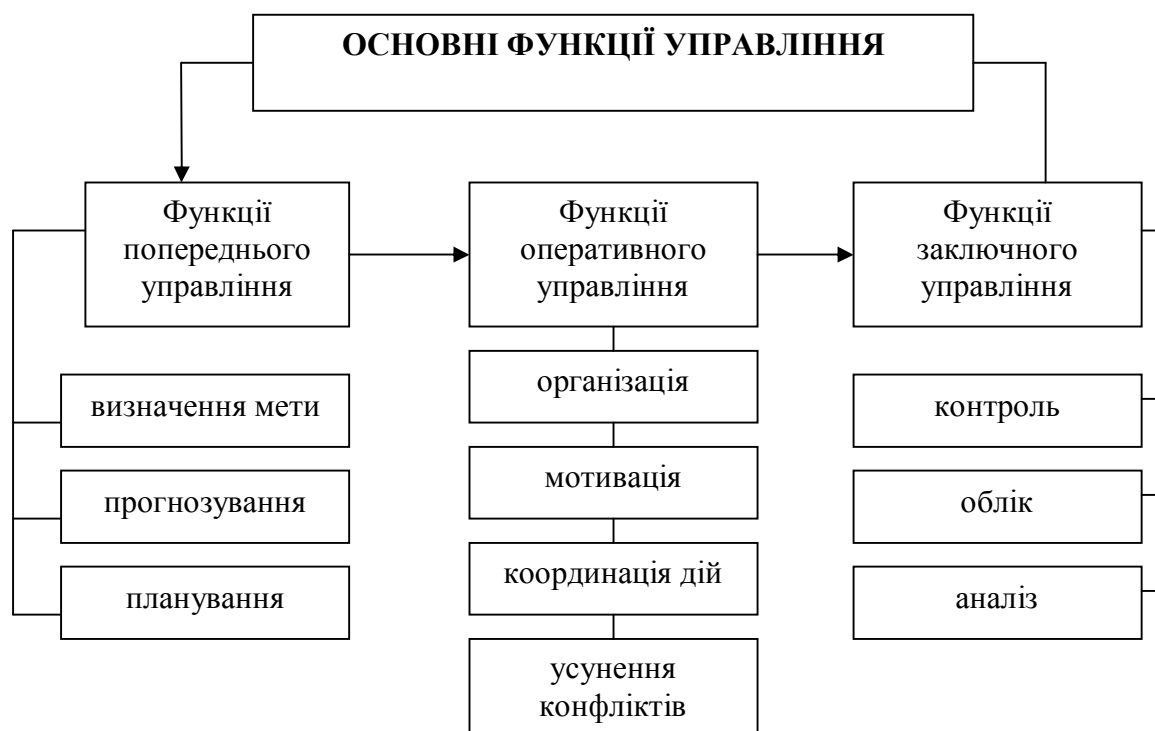 ОСНОВНІ ФУНКЦІЇ УПРАВЛІННЯ
Функції
попереднього
управління
Функції
оперативного
управління
Функції
заключного
управління
визначення мети
прогнозування
планування
організація
мотивація
координація дій
усунення
конфліктів
контроль
облік
аналіз